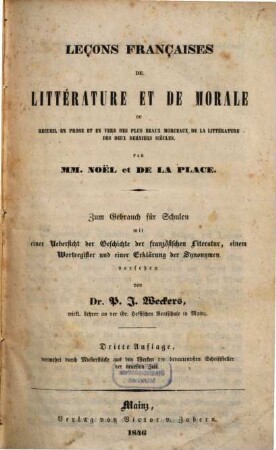 LEÇONS FRANÇAISES
DE
LITTÉRATURE ET DE MORALE
OU
RECUEIL EN PROSE ET EN VERS DES PLUS BEAUX MORCEAUX DE LA LITTÉRATURE
DES DEUX DERNIERS SIÈCLES.
PAR
MM. NOËL et DE LA PLACE.
Zum Gebrauch für Schulen
mit
einer Uebersicht der Geschichte der französischen Literatur, einem
Wortregister und einer Erklärung der Synonymen
versehen
von
Dr. P. J. Weckers,
wirkl. Lehrer an der Gr. Hessischen Realschule in Mainz.
Dritte Auflage,
vermehrt durch Musterstücke aus den Werken der bekanntesten Schriftsteller
der neuesten Zeit.
Mainz,
Verlag von Victor v. Zabern.
1846